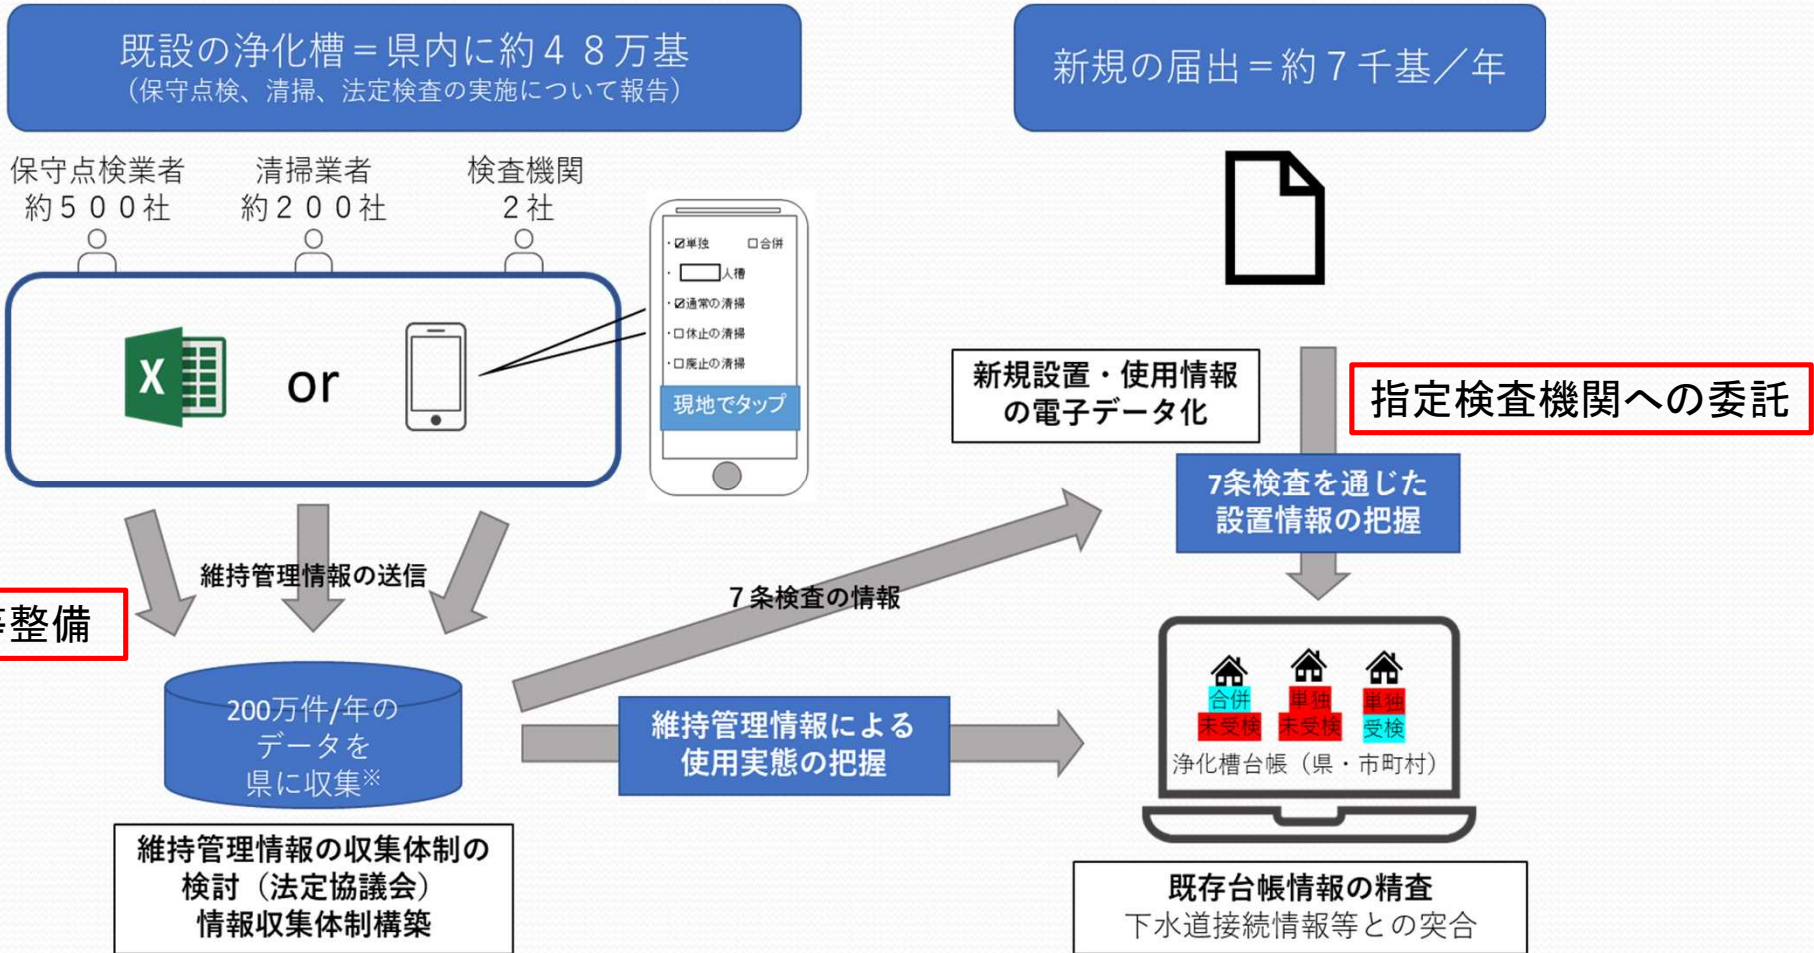 既設の浄化槽＝県内に約４８万基
（保守点検、清掃、法定検査の実施について報告）
新規の届出＝約７千基／年
保守点検業者
約５００社
清掃業者
約２００社
検査機関
２社
X
or
・☑単独 □合併
・ 人槽
・☑通常の清掃
・□休止の清掃
・□廃止の清掃
現地でタップ
新規設置・使用情報
の電子データ化
指定検査機関への委託
7条検査を通じた
設置情報の把握
維持管理情報の送信
７条検査の情報
等整備
200万件/年の
データを
県に収集※
維持管理情報による
使用実態の把握
合併
未受検
単独
未受検
単独
受検
浄化槽台帳（県・市町村）
維持管理情報の収集体制の
検討（法定協議会）
情報収集体制構築
既存台帳情報の精査
下水道接続情報等との突合